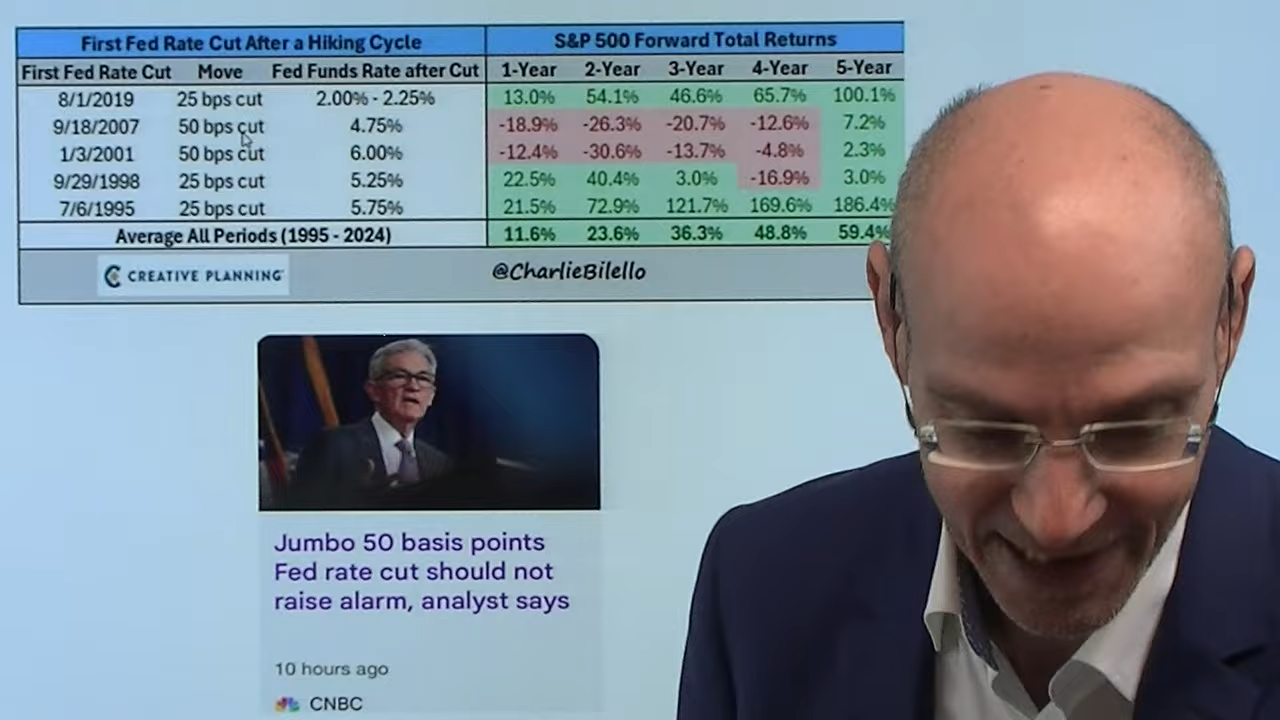 First Fed Rate Cut After a Hiking Cycle S&P 500 Forward Total Returns
First Fed Rate Cut Move Fed Funds Rate after Cut 1-Year 2-Year 3-Year 4-Year 5-Year
8/1/2019 25 bps cut 2.00% - 2.25% 13.0% 54.1% 46.6% 65.7% 100.1%
9/18/2007 50 bps cut 4.75% -18.9% -26.3% -20.7% -12.6% 7.2%
1/3/2001 50 bps cut 6.00% -12.4% -30.6% -13.7% -4.8% 2.3%
9/29/1998 25 bps cut 5.25% 22.5% 40.4% 3.0% -16.9% 3.0%
7/6/1995 25 bps cut 5.75% 21.5% 72.9% 121.7% 169.6% 186.4%
Average All Periods (1995 - 2024) 11.6% 23.6% 36.3% 48.8% 59.4%
CREATIVE PLANNING @CharlieBilello
Jumbo 50 basis points
Fed rate cut should not
raise alarm, analyst says
10 hours ago
CNBC